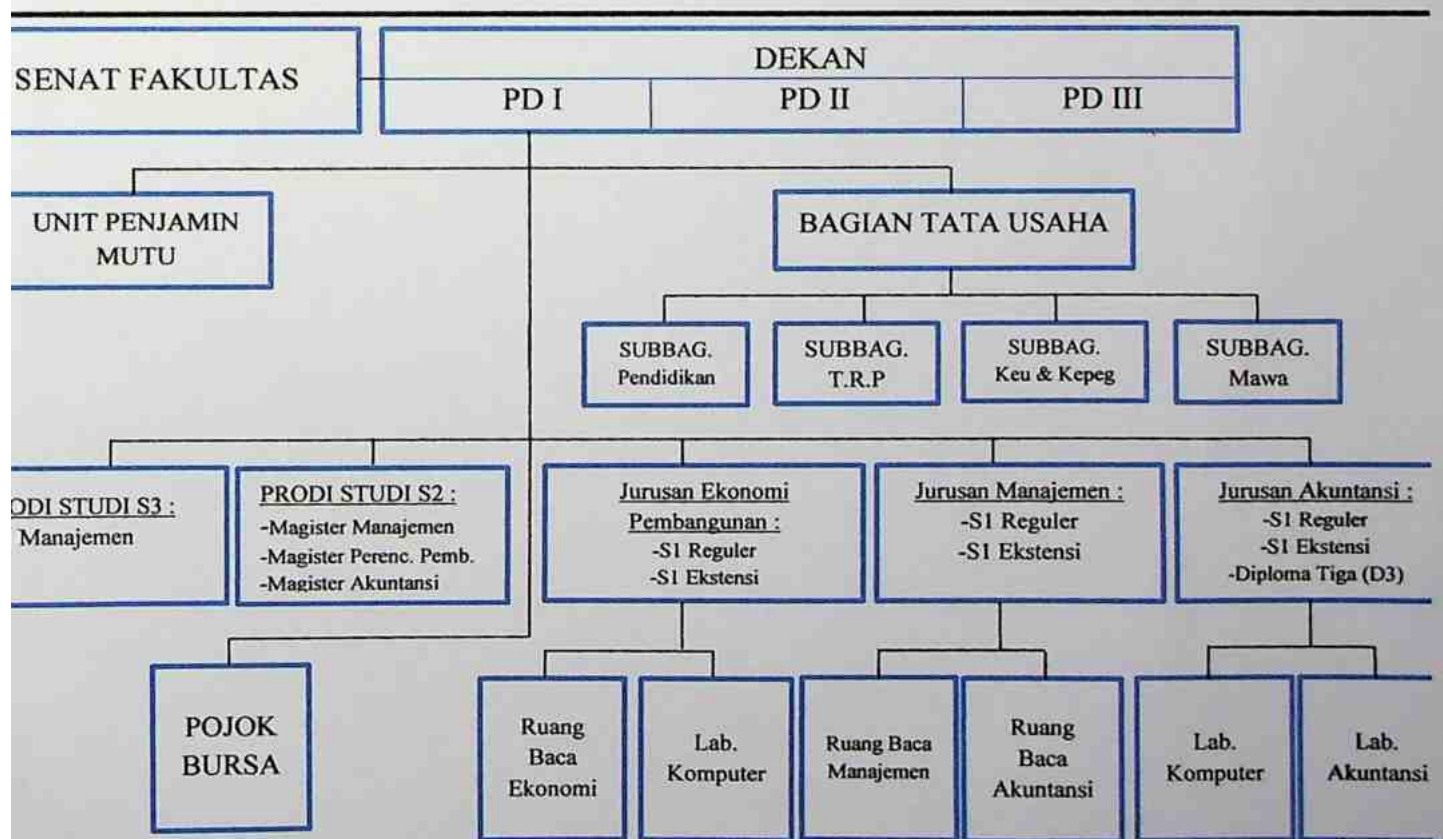 SENAT FAKULTAS
DEKAN
PD I
PD II
PD III
UNIT PENJAMIN
MUTU
BAGIAN TATA USAHA
SUBBAG.
Pendidikan
SUBBAG.
T.R.P
SUBBAG.
Keu & Kepeg
SUBBAG.
Mawa
ODI STUDI S3 :
Manajemen
PRODI STUDI S2 :
-Magister Manajemen
-Magister Perenc. Pemb.
-Magister Akuntansi
Jurusan Ekonomi
Pembangunan :
-S1 Reguler
-S1 Ekstensi
Jurusan Manajemen :
-S1 Reguler
-S1 Ekstensi
Jurusan Akuntansi :
-S1 Reguler
-S1 Ekstensi
-Diploma Tiga (D3)
POJOK
BURSA
Ruang
Baca
Ekonomi
Lab.
Komputer
Ruang Baca
Manajemen
Ruang
Baca
Akuntansi
Lab.
Komputer
Lab.
Akuntansi